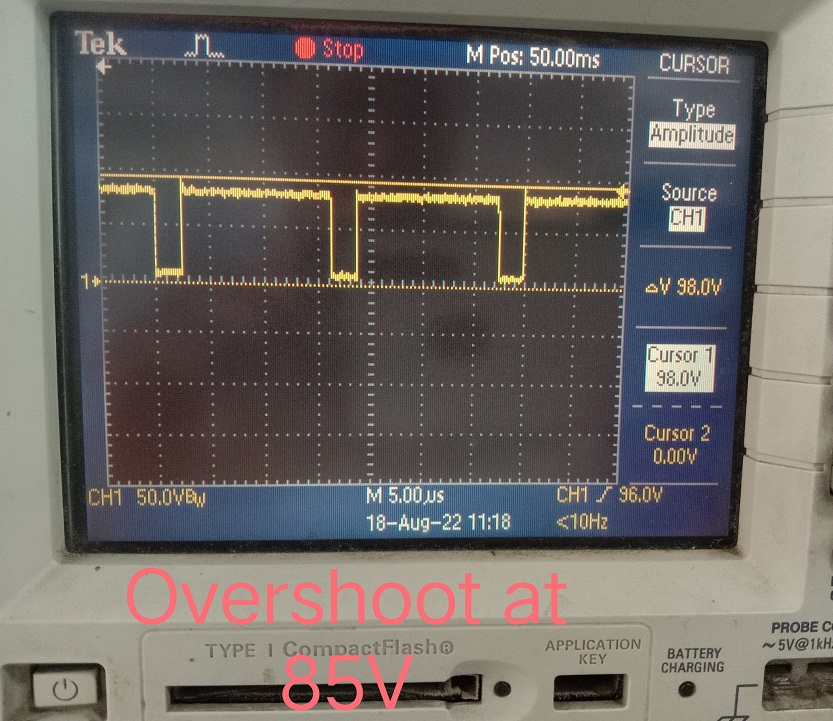 Tek
Stop
M Pos: 50.00ms
CURSOR
Type
Amplitude
Source
CH1
△V 98.0V
Cursor 1
98.0V
Cursor 2
0.00V
1
CH1 50.0VBW
M 5.00µs
CH1 96.0V
18-Aug-22 11:18
<10Hz
Overshoot at
85V
TYPE I CompactFlash®
APPLICATION
KEY
BATTERY
CHARGING
~5V@1kH